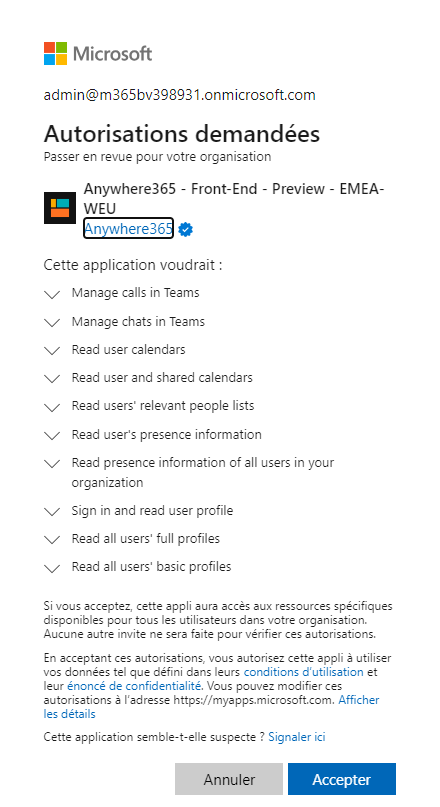 Microsoft
admin@m365bv398931.onmicrosoft.com
Autorisations demandées
Passer en revue pour votre organisation
Anywhere365 - Front-End - Preview - EMEA-
WEU
Anywhere365
Cette application voudrait :
Manage calls in Teams
Manage chats in Teams
Read user calendars
Read user and shared calendars
Read users' relevant people lists
Read user's presence information
Read presence information of all users in your
organization
Sign in and read user profile
Read all users' full profiles
Read all users' basic profiles
Si vous acceptez, cette appli aura accès aux ressources spécifiques
disponibles pour tous les utilisateurs dans votre organisation.
Aucune autre invite ne sera faite pour vérifier ces autorisations.
En acceptant ces autorisations, vous autorisez cette appli à utiliser
vos données tel que défini dans leurs conditions d'utilisation et
leur énoncé de confidentialité. Vous pouvez modifier ces
autorisations à l'adresse https://myapps.microsoft.com. Afficher
les détails
Cette application semble-t-elle suspecte ? Signaler ici
Annuler
Accepter